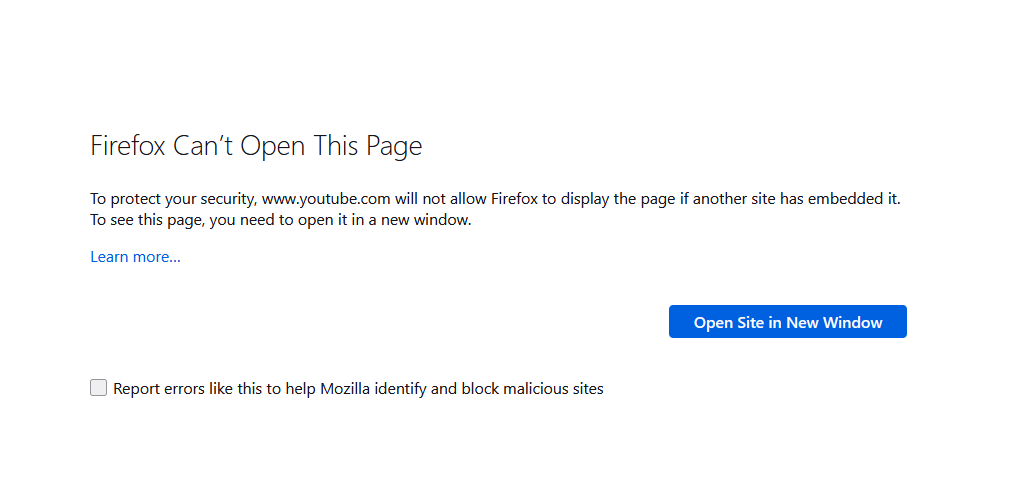 Firefox Can’t Open This Page
To protect your security, www.youtube.com will not allow Firefox to display the page if another site has embedded it.
To see this page, you need to open it in a new window.
Learn more…
Open Site in New Window
Report errors like this to help Mozilla identify and block malicious sites